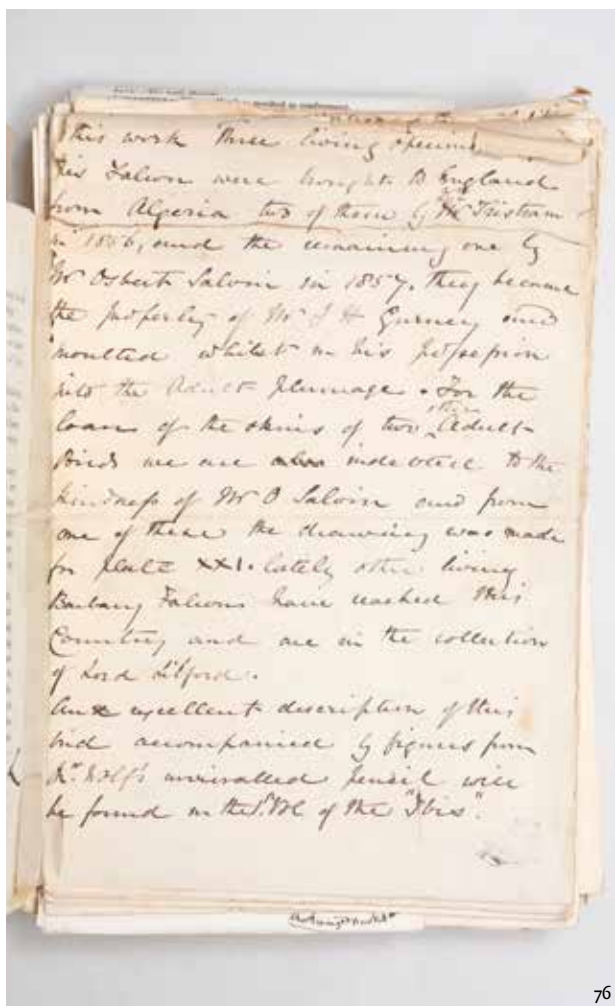 this work Three living specimens
this Falcon were brought to England
from Algeria two of them by Mr Tristram
in 1856, and the remaining one by
Mr Osbert Salvin in 1857. they became
the property of Mr J H Gurney and
moulted whilst in his possession
into the Adult plumage. For the
loan of the skins of two other Adult
Birds we are indebted to the
kindness of Mr O Salvin and from
one of these the drawing was made
for plate XXI. lately other living
Barbary Falcons have reached this
Country and are in the collection
of Lord Lilford.
An excellent description of this
bird accompanied by figures from
Mr. Wolf's unrivalled pencil will
be found in the 1st Vol of the "Ibis".
76